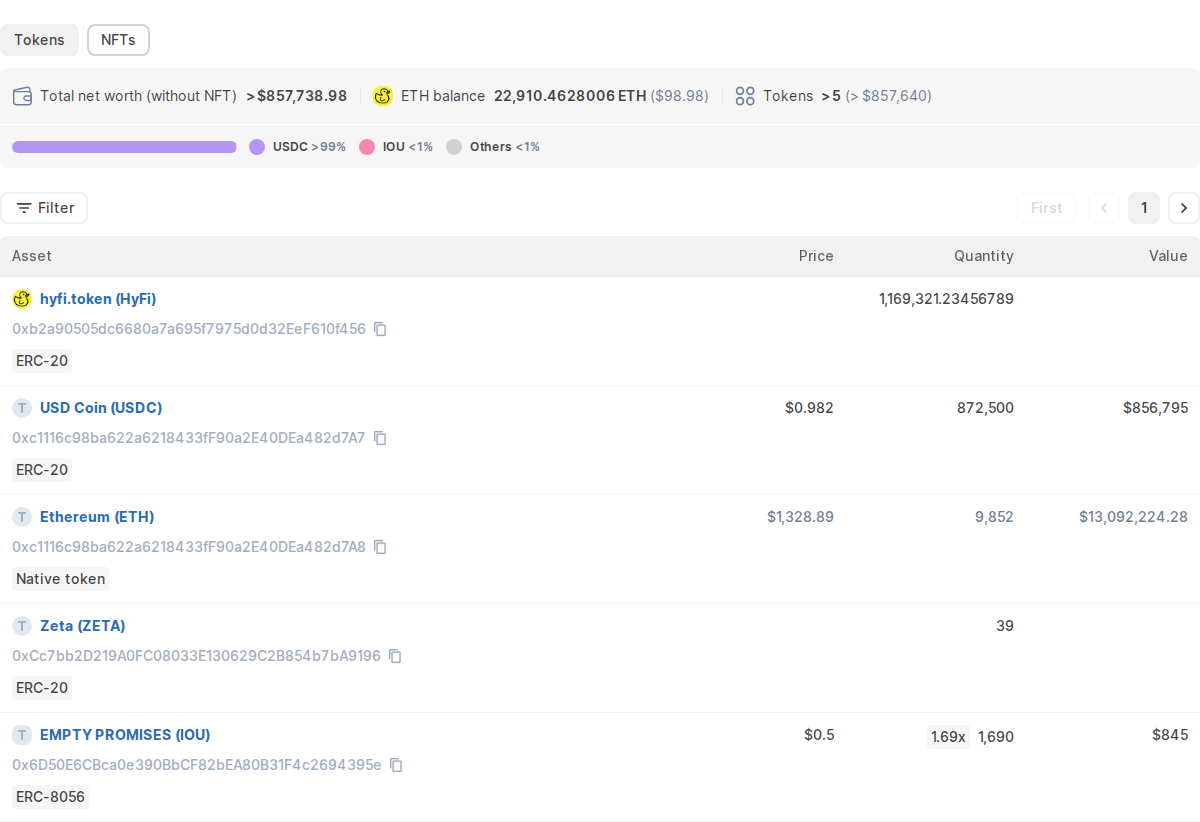 Tokens NFTs
Total net worth (without NFT) >$857,738.98 ETH balance 22,910.4628006 ETH ($98.98) Tokens >5 (> $857,640)
USDC >99% IOU <1% Others <1%
Filter First 1
Asset Price Quantity Value
hyfi.token (HyFi) 1,169,321.23456789
0xb2a90505dc6680a7a695f7975d0d32EeF610f456
ERC-20
T USD Coin (USDC) $0.982 872,500 $856,795
0xc1116c98ba622a6218433fF90a2E40DEa482d7A7
ERC-20
T Ethereum (ETH) $1,328.89 9,852 $13,092,224.28
0xc1116c98ba622a6218433fF90a2E40DEa482d7A8
Native token
T Zeta (ZETA) 39
0xCc7bb2D219A0FC08033E130629C2B854b7bA9196
ERC-20
T EMPTY PROMISES (IOU) $0.5 1.69x 1,690 $845
0x6D50E6CBca0e390BbCF82bEA80B31F4c2694395e
ERC-8056